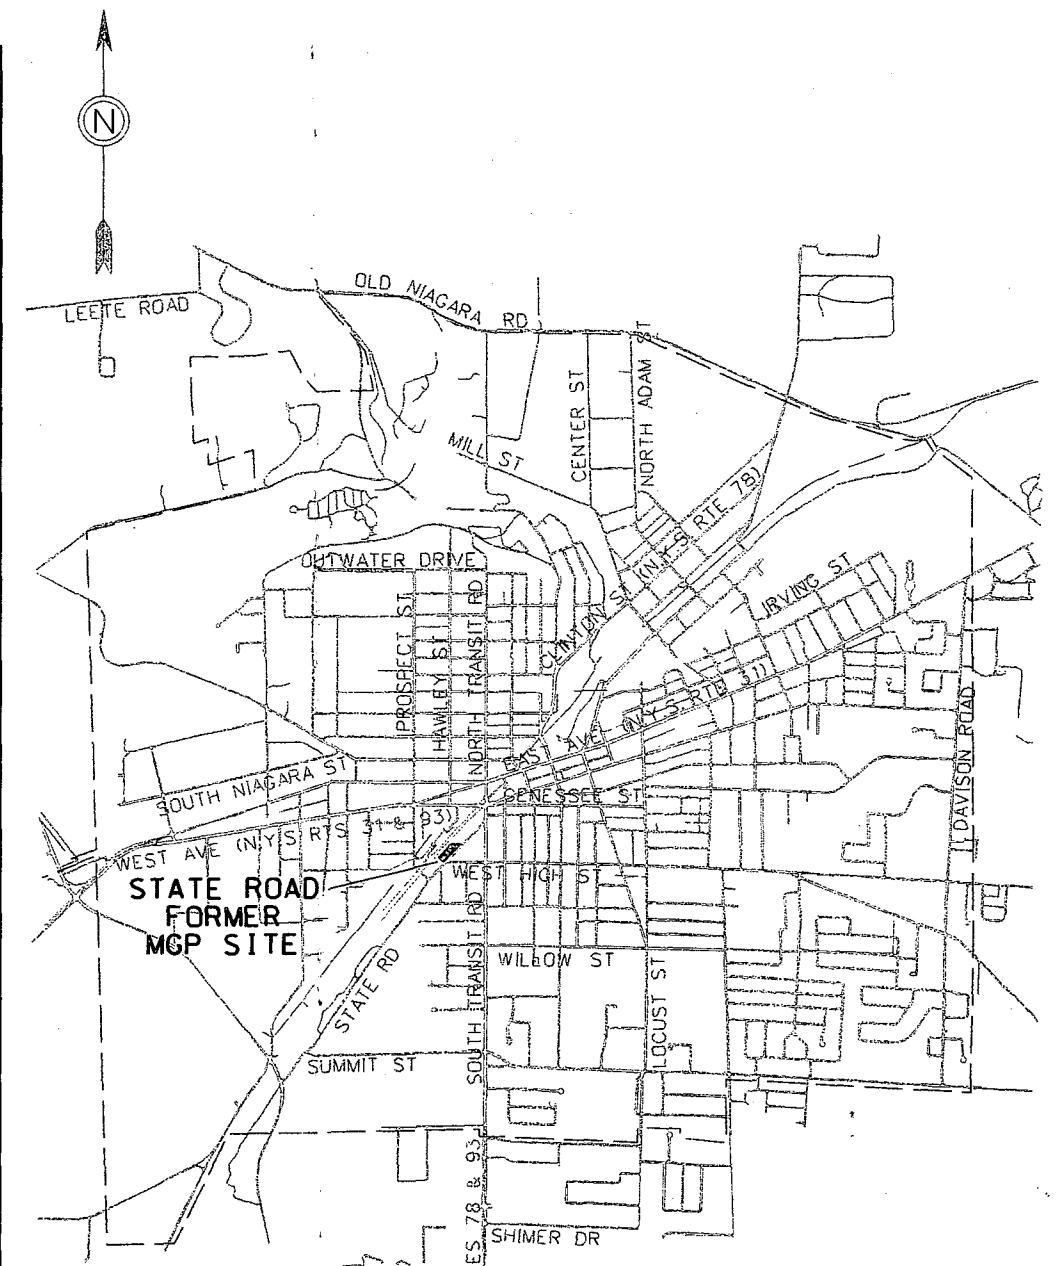 N
OLD NIAGARA RD
LEETE ROAD
NORTH ADAM ST
CENTER ST
MILL ST
CLINTON ST (N.Y.S. RTE 78)
OUTWATER DRIVE
IRVING ST
PROSPECT ST
HAWLEY ST
NORTH TRANSIT RD
EAST AVE (N.Y.S. RTE 31)
DAVISON ROAD
SOUTH NIAGARA ST
GENESSEE ST
WEST AVE (N.Y.S. RTS 31 & 93)
WEST HIGH ST
STATE ROAD
FORMER
MGP SITE
WILLOW ST
STATE RD
SOUTH TRANSIT RD
LOCUST ST
SUMMIT ST
ES 78 & 93
SHIMER DR